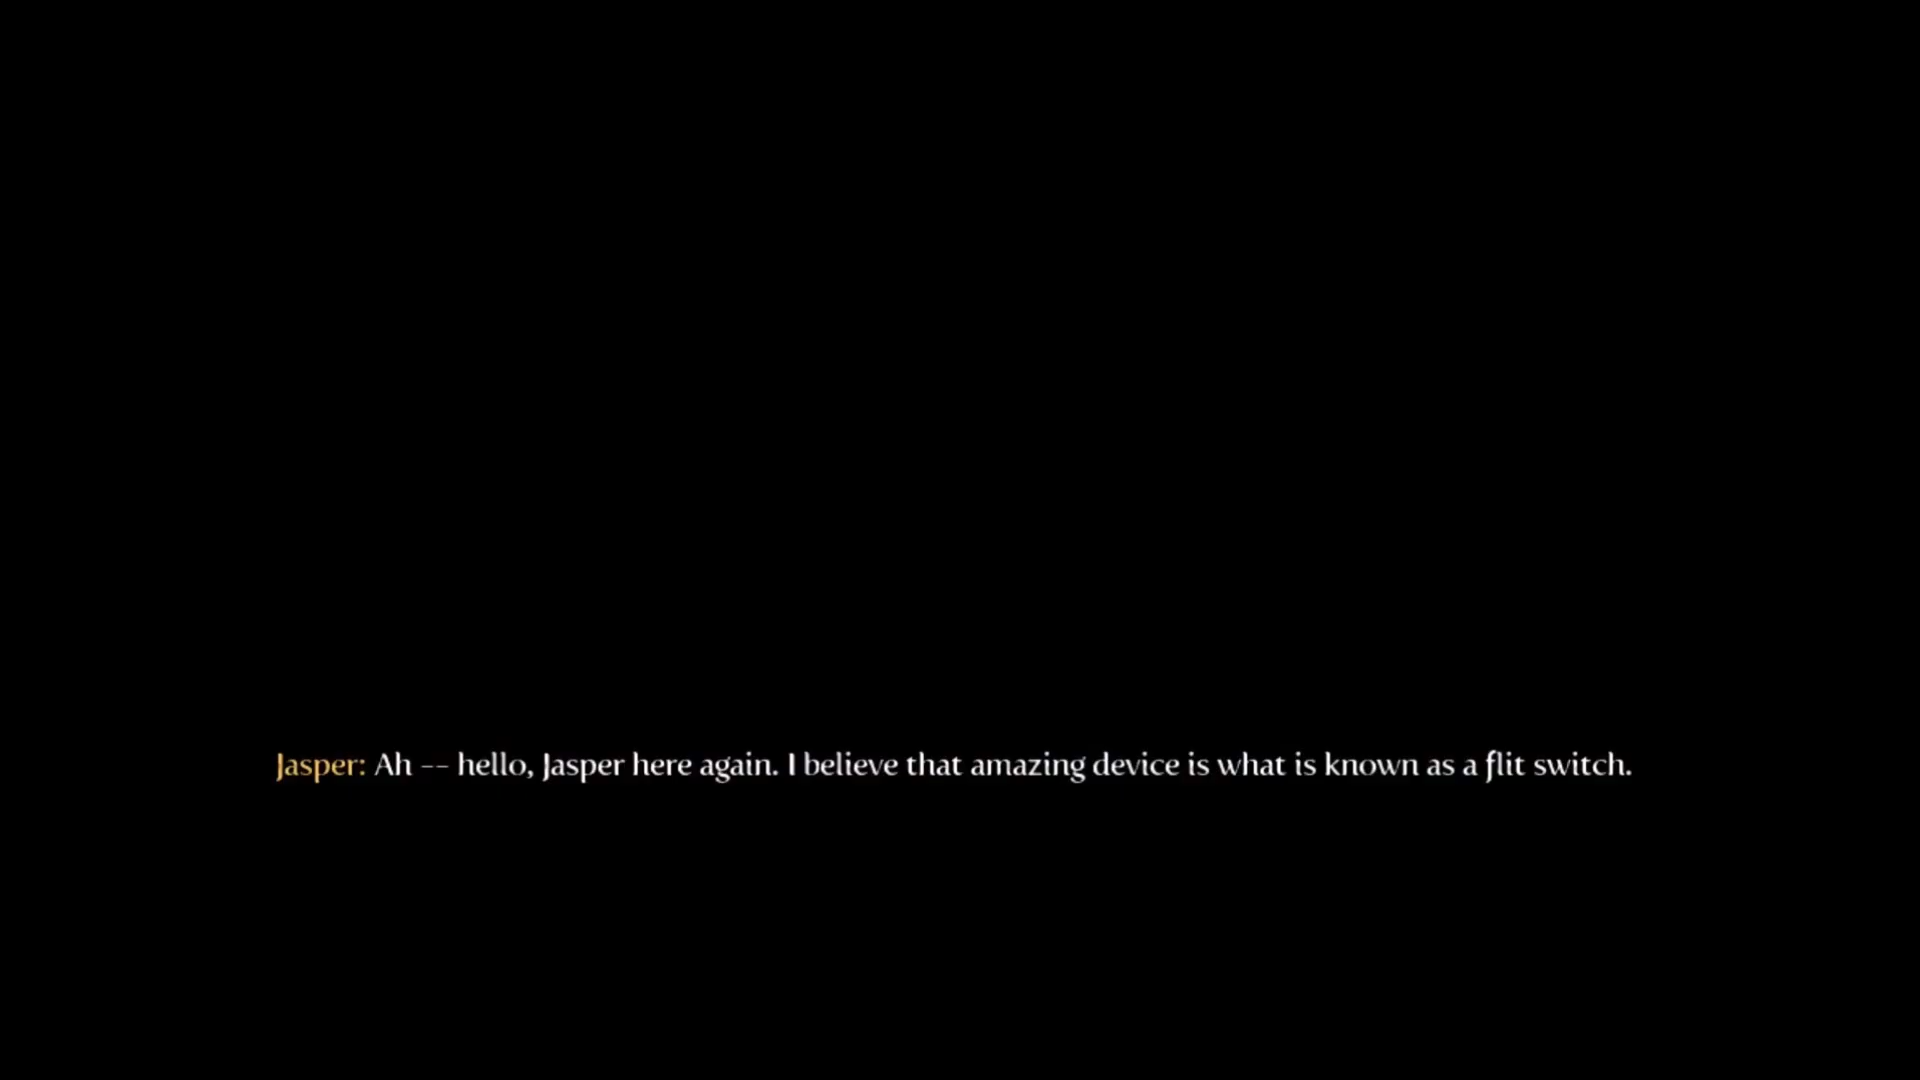 Jasper: Ah -- hello, Jasper here again. I believe that amazing device is what is known as a flit switch.